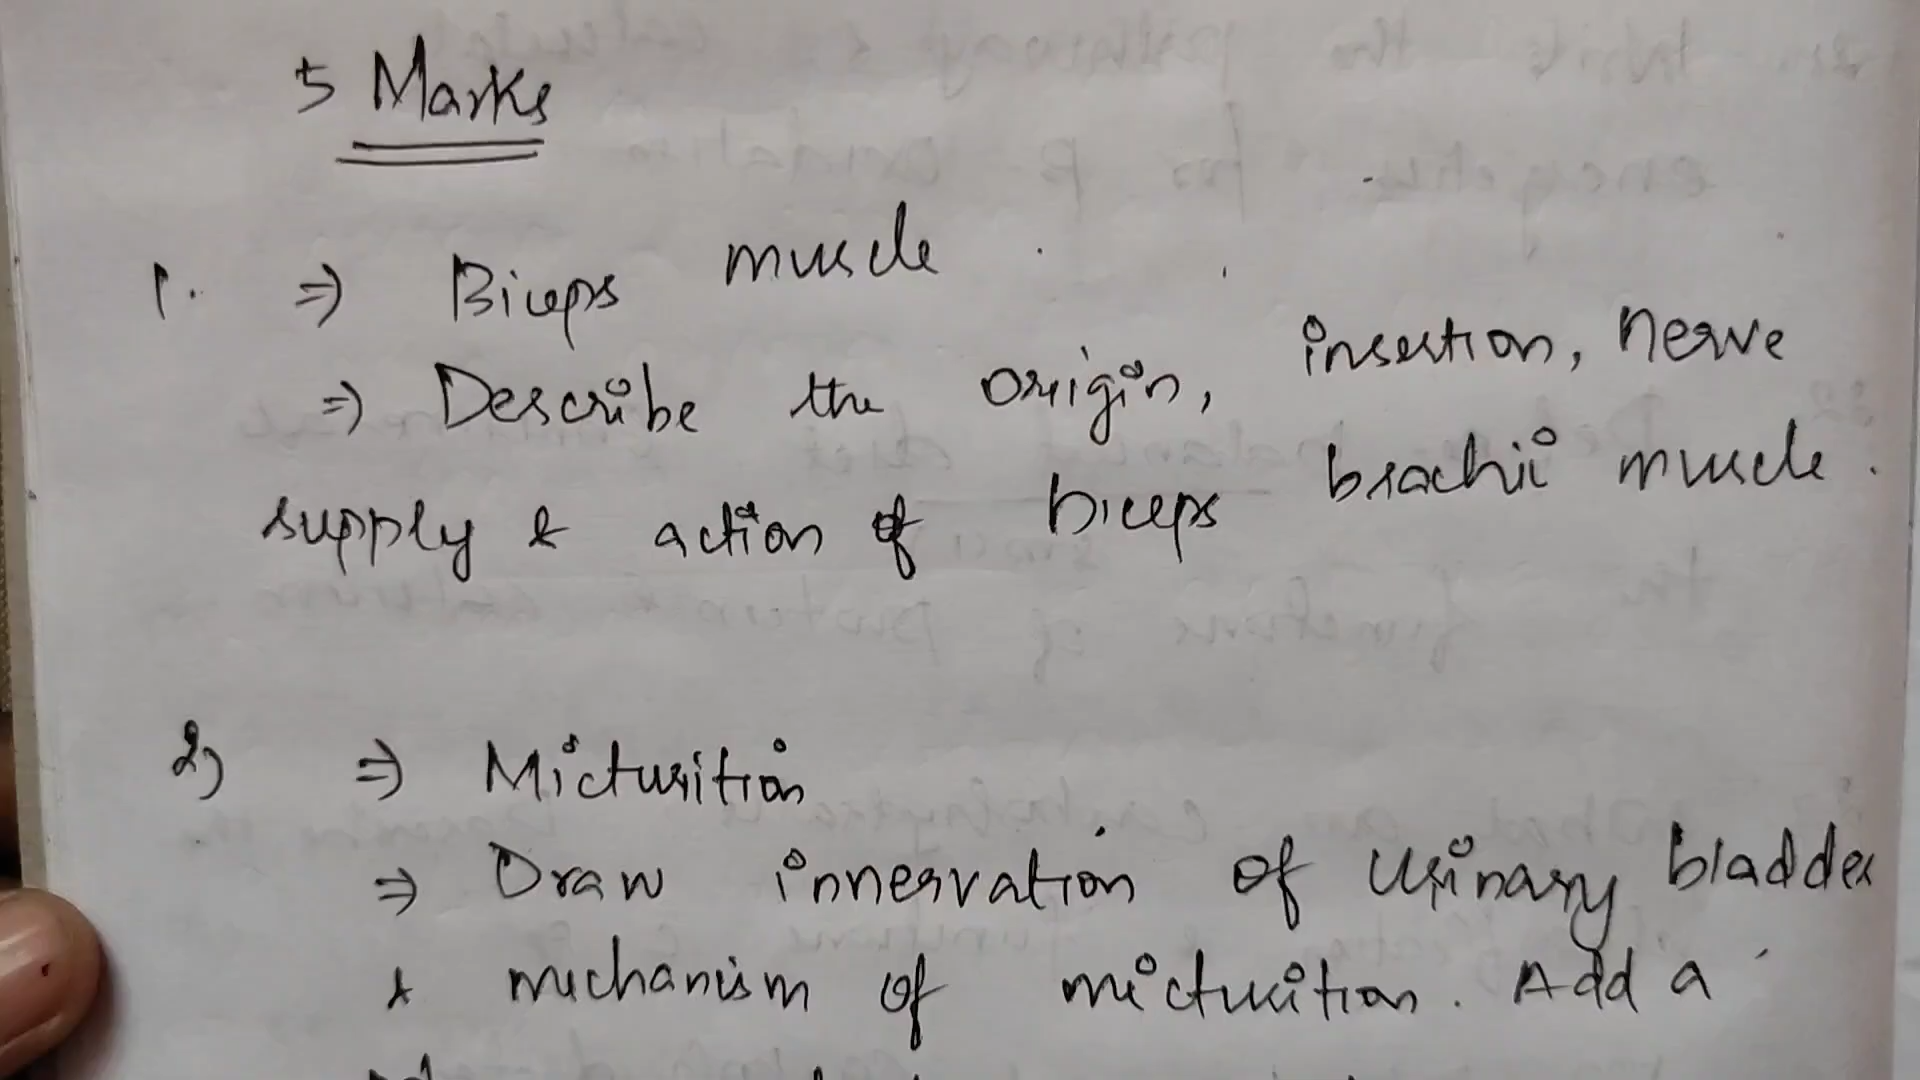 5 Marks
1. ⇒ Biceps muscle
⇒ Describe the origin, insertion, nerve
supply & action of biceps brachii muscle.
2) ⇒ Micturition
⇒ Draw innervation of urinary bladder
& mechanism of micturition. Add a